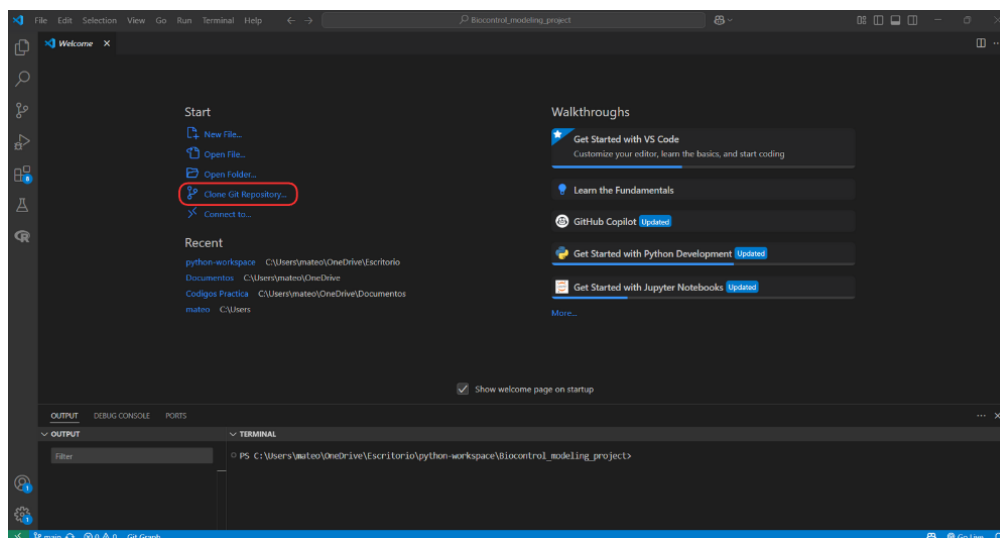 File Edit Selection View Go Run Terminal Help Biocontrol_modeling_project
Welcome
Start
New File...
Open File...
Open Folder...
Clone Git Repository...
Connect to...
Recent
python-workspace C:\Users\mateo\OneDrive\Escritorio
Documentos C:\Users\mateo\OneDrive
Codigos Practica C:\Users\mateo\OneDrive\Documentos
mateo C:\Users
Walkthroughs
Get Started with VS Code
Customize your editor, learn the basics, and start coding
Learn the Fundamentals
GitHub Copilot Updated
Get Started with Python Development Updated
Get Started with Jupyter Notebooks Updated
More...
Show welcome page on startup
OUTPUT DEBUG CONSOLE PORTS
OUTPUT
Filter
TERMINAL
PS C:\Users\mateo\OneDrive\Escritorio\python-workspace\Biocontrol_modeling_project>
main 0 0 Git Graph Go Live